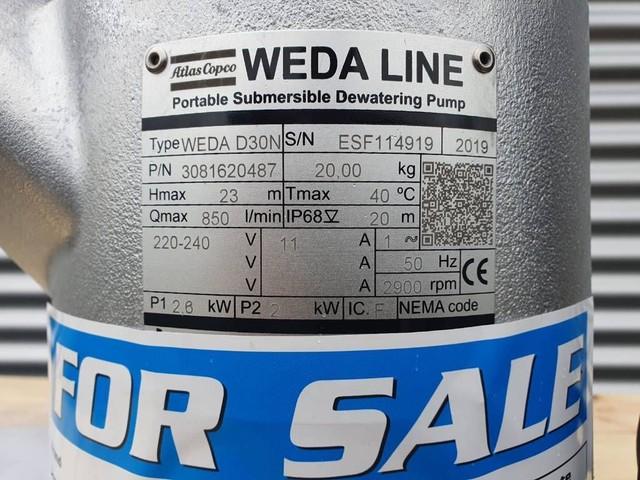 Atlas Copco WEDA LINE
Portable Submersible Dewatering Pump
Type WEDA D30N S/N ESF114919 2019
P/N 3081620487 20,00 kg
Hmax 23 m Tmax 40 °C
Qmax 850 l/min IP68 20 m
220-240 V 11 A 1 ~
V A 50 Hz
V A 2900 rpm CE
P1 2,6 kW P2 2 kW IC. F NEMA code
FOR SALE